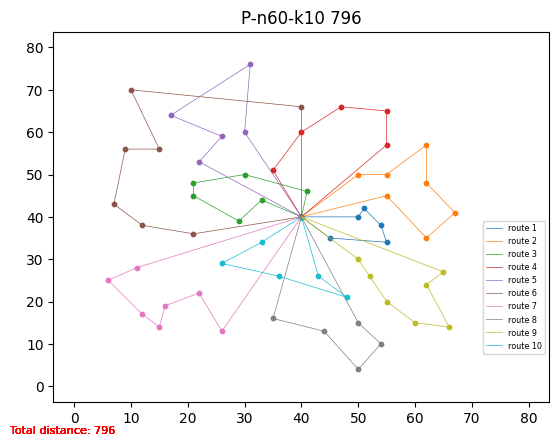 P-n60-k10 796
80
70
60
50
40
30
20
10
0
0 10 20 30 40 50 60 70 80
route 1
route 2
route 3
route 4
route 5
route 6
route 7
route 8
route 9
route 10
Total distance: 796